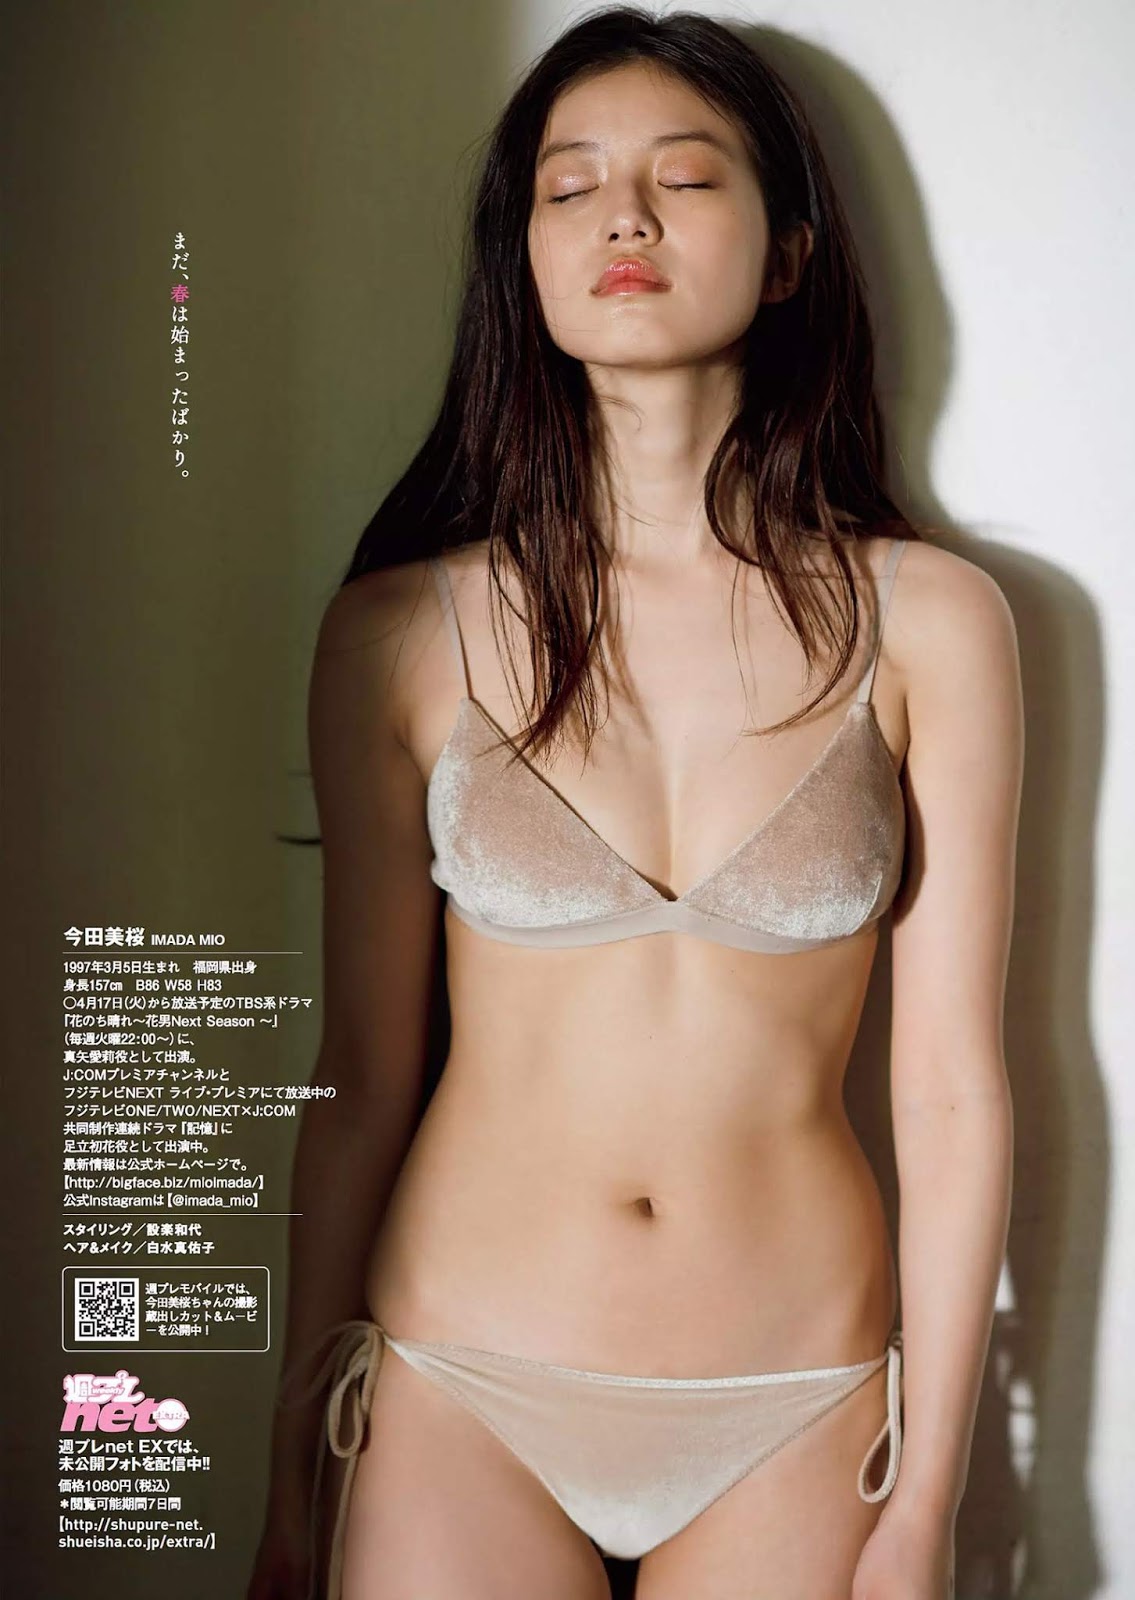 まだ、春は始まったばかり。
今田美桜 IMADA MIO
1997年3月5日生まれ 福岡県出身
身長157㎝ B86 W58 H83
○4月17日(火)から放送予定のTBS系ドラマ
『花のち晴れ〜花男Next Season 〜』
(毎週火曜22:00〜)に、
真矢愛莉役として出演。
J:COMプレミアチャンネルと
フジテレビNEXT ライブ・プレミアにて放送中の
フジテレビONE/TWO/NEXT×J:COM
共同制作連続ドラマ『記憶』に
足立初花役として出演中。
最新情報は公式ホームページで。
【http://bigface.biz/mioimada/】
公式Instagramは【@imada_mio】
スタイリング／設楽和代
ヘア&メイク／白水真佑子
週プレモバイルでは、
今田美桜ちゃんの撮影
蔵出しカット&ムービ
ーを公開中！
週プレ weekly
net EXTRA
週プレnet EXでは、
未公開フォトを配信中!!
価格1080円(税込)
＊閲覧可能期間7日間
【http://shupure-net.
shueisha.co.jp/extra/】